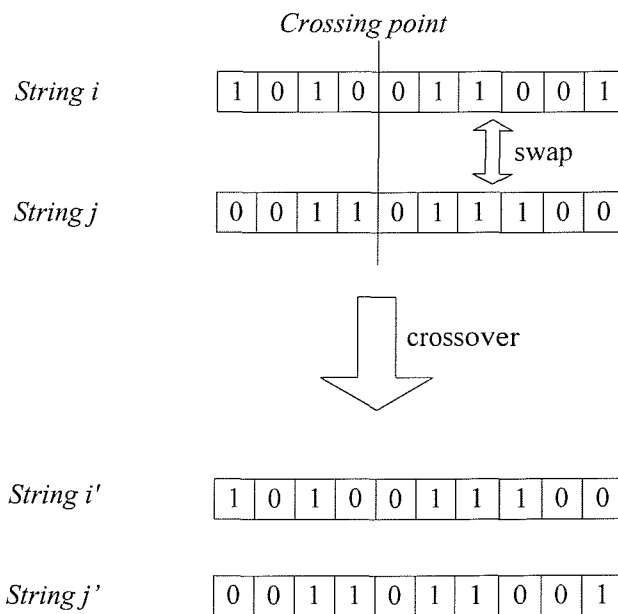 Crossing point
String i 1 0 1 0 0 1 1 0 0 1
swap
String j 0 0 1 1 0 1 1 1 0 0
crossover
String i' 1 0 1 0 0 1 1 1 0 0
String j’ 0 0 1 1 0 1 1 0 0 1